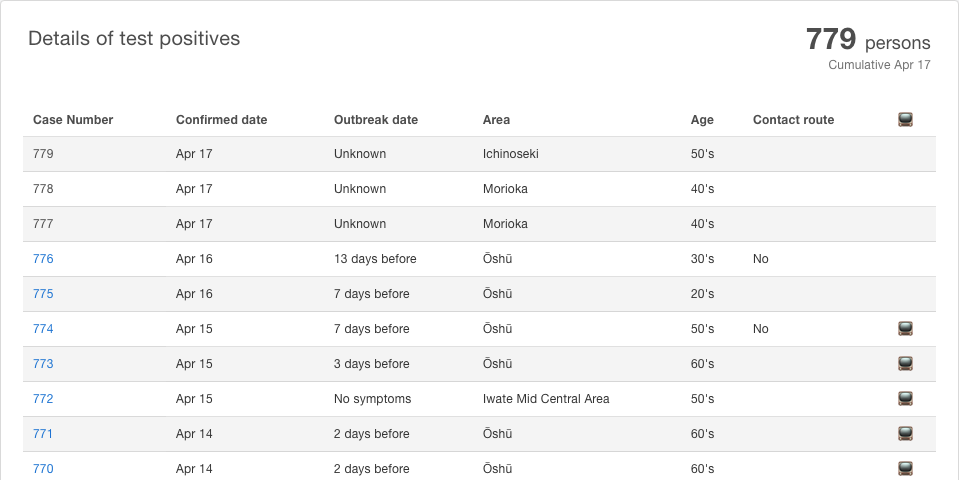 Details of test positives
779 persons
Cumulative Apr 17
Case Number Confirmed date Outbreak date Area Age Contact route
779 Apr 17 Unknown Ichinoseki 50's
778 Apr 17 Unknown Morioka 40's
777 Apr 17 Unknown Morioka 40's
776 Apr 16 13 days before Ōshū 30's No
775 Apr 16 7 days before Ōshū 20's
774 Apr 15 7 days before Ōshū 50's No
773 Apr 15 3 days before Ōshū 60's
772 Apr 15 No symptoms Iwate Mid Central Area 50's
771 Apr 14 2 days before Ōshū 60's
770 Apr 14 2 days before Ōshū 60's